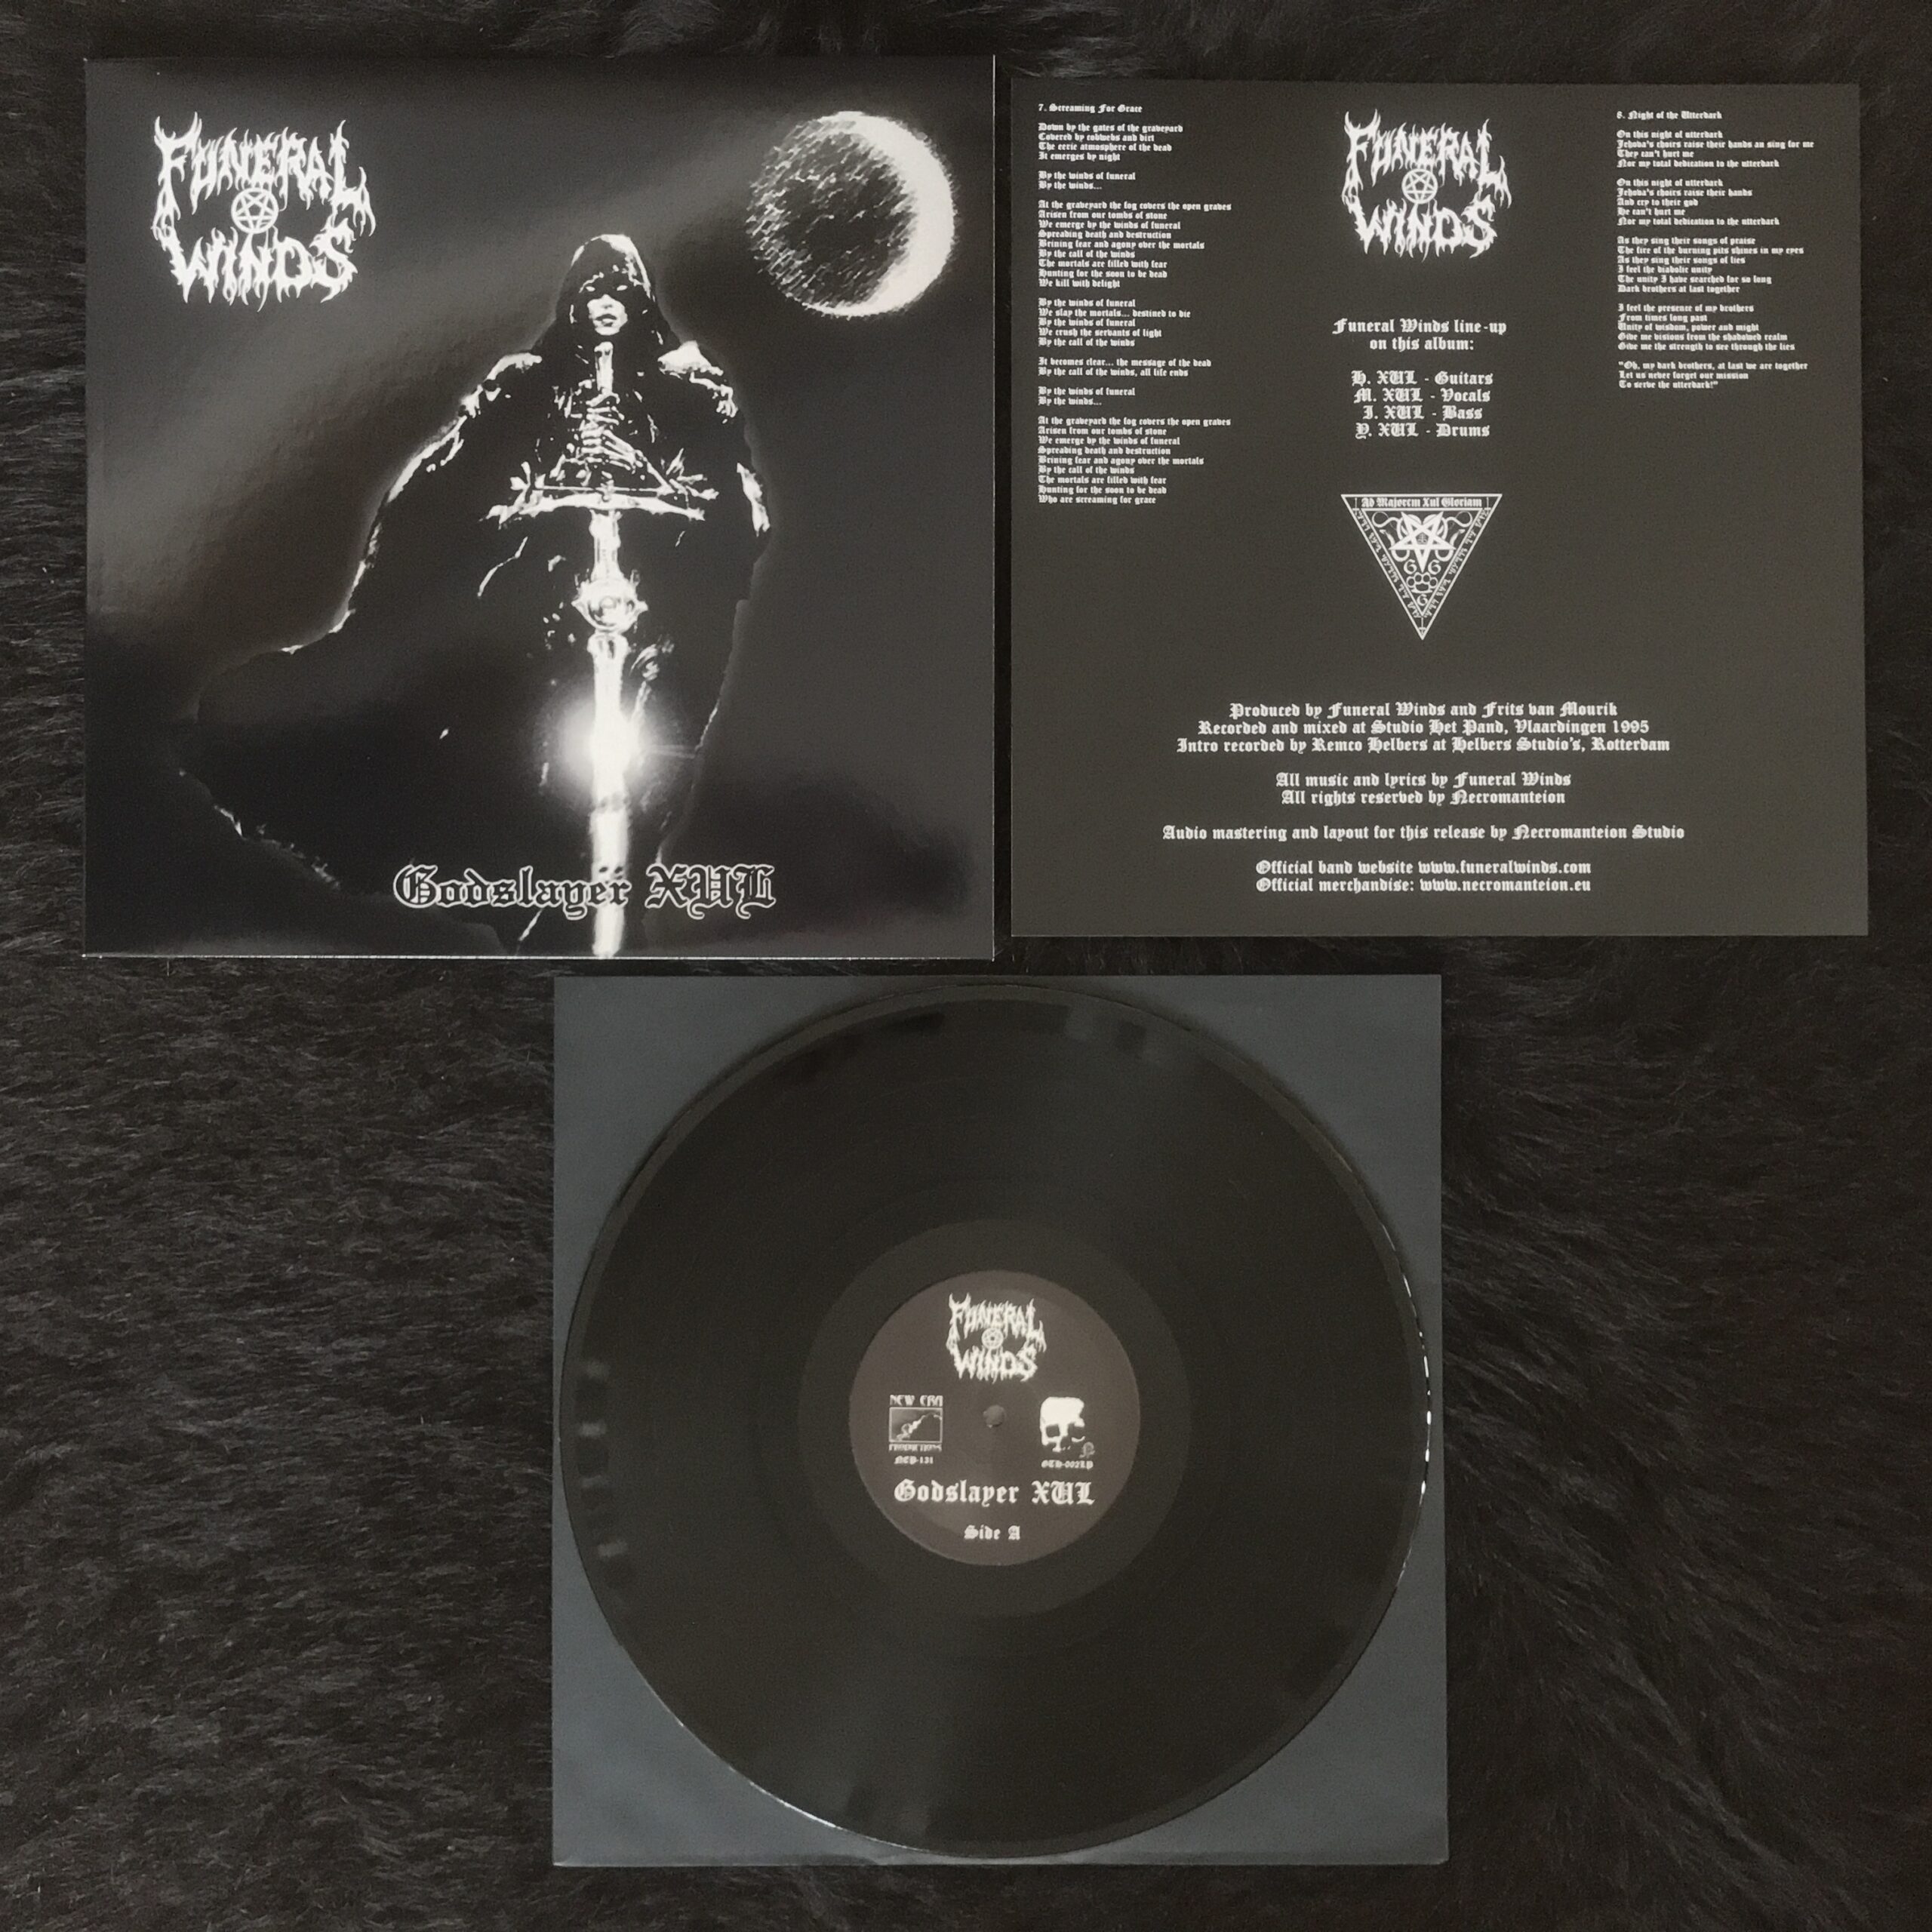 FUNERAL
WINDS
Godslayer XUL
7. Screaming For Grace
Down by the gates of the graveyard
Covered by cobwebs and dirt
The eerie atmosphere of the dead
It emerges by night
By the winds of funeral
By the winds...
At the graveyard the fog covers the open graves
Arisen from our tombs of stone
We emerge by the winds of funeral
Spreading death and destruction
Brining fear and agony over the mortals
By the call of the winds
The mortals are filled with fear
Hunting for the soon to be dead
We kill with delight
By the winds of funeral
We slay the mortals... destined to die
By the winds of funeral
We crush the servants of light
By the call of the winds
It becomes clear... the message of the dead
By the call of the winds, all life ends
By the winds of funeral
By the winds...
At the graveyard the fog covers the open graves
Arisen from our tombs of stone
We emerge by the winds of funeral
Spreading death and destruction
Brining fear and agony over the mortals
By the call of the winds
The mortals are filled with fear
Hunting for the soon to be dead
Who are screaming for grace
FUNERAL
WINDS
Funeral Winds line-up
on this album:
H. XUL - Guitars
M. XUL - Vocals
I. XUL - Bass
Y. XUL - Drums
Ad Majorem Xul Gloriam
G G
G
8. Night of the Utterdark
On this night of utterdark
Jehova's choirs raise their hands an sing for me
They can't hurt me
Nor my total dedication to the utterdark
On this night of utterdark
Jehova's choirs raise their hands
And cry to their god
He can't hurt me
Nor my total dedication to the utterdark
As they sing their songs of praise
The fire of the burning pits shines in my eyes
As they sing their songs of lies
I feel the diabolic unity
The unity I have searched for so long
Dark brothers at last together
I feel the presence of my brothers
From times long past
Unity of wisdom, power and might
Give me visions from the shadowed realm
Give me the strength to see through the lies
"Oh, my dark brothers, at last we are together
Let us never forget our mission
To serve the utterdark!"
Produced by Funeral Winds and Frits van Mourik
Recorded and mixed at Studio Het Pand, Vlaardingen 1995
Intro recorded by Remco Helbers at Helbers Studio's, Rotterdam
All music and lyrics by Funeral Winds
All rights reserved by Necromanteion
Audio mastering and layout for this release by Necromanteion Studio
Official band website www.funeralwinds.com
Official merchandise: www.necromanteion.eu
FUNERAL
WINDS
NEW ERA
PRODUCTIONS
NEP-131
GTH-002LP
Godslayer XUL
Side A